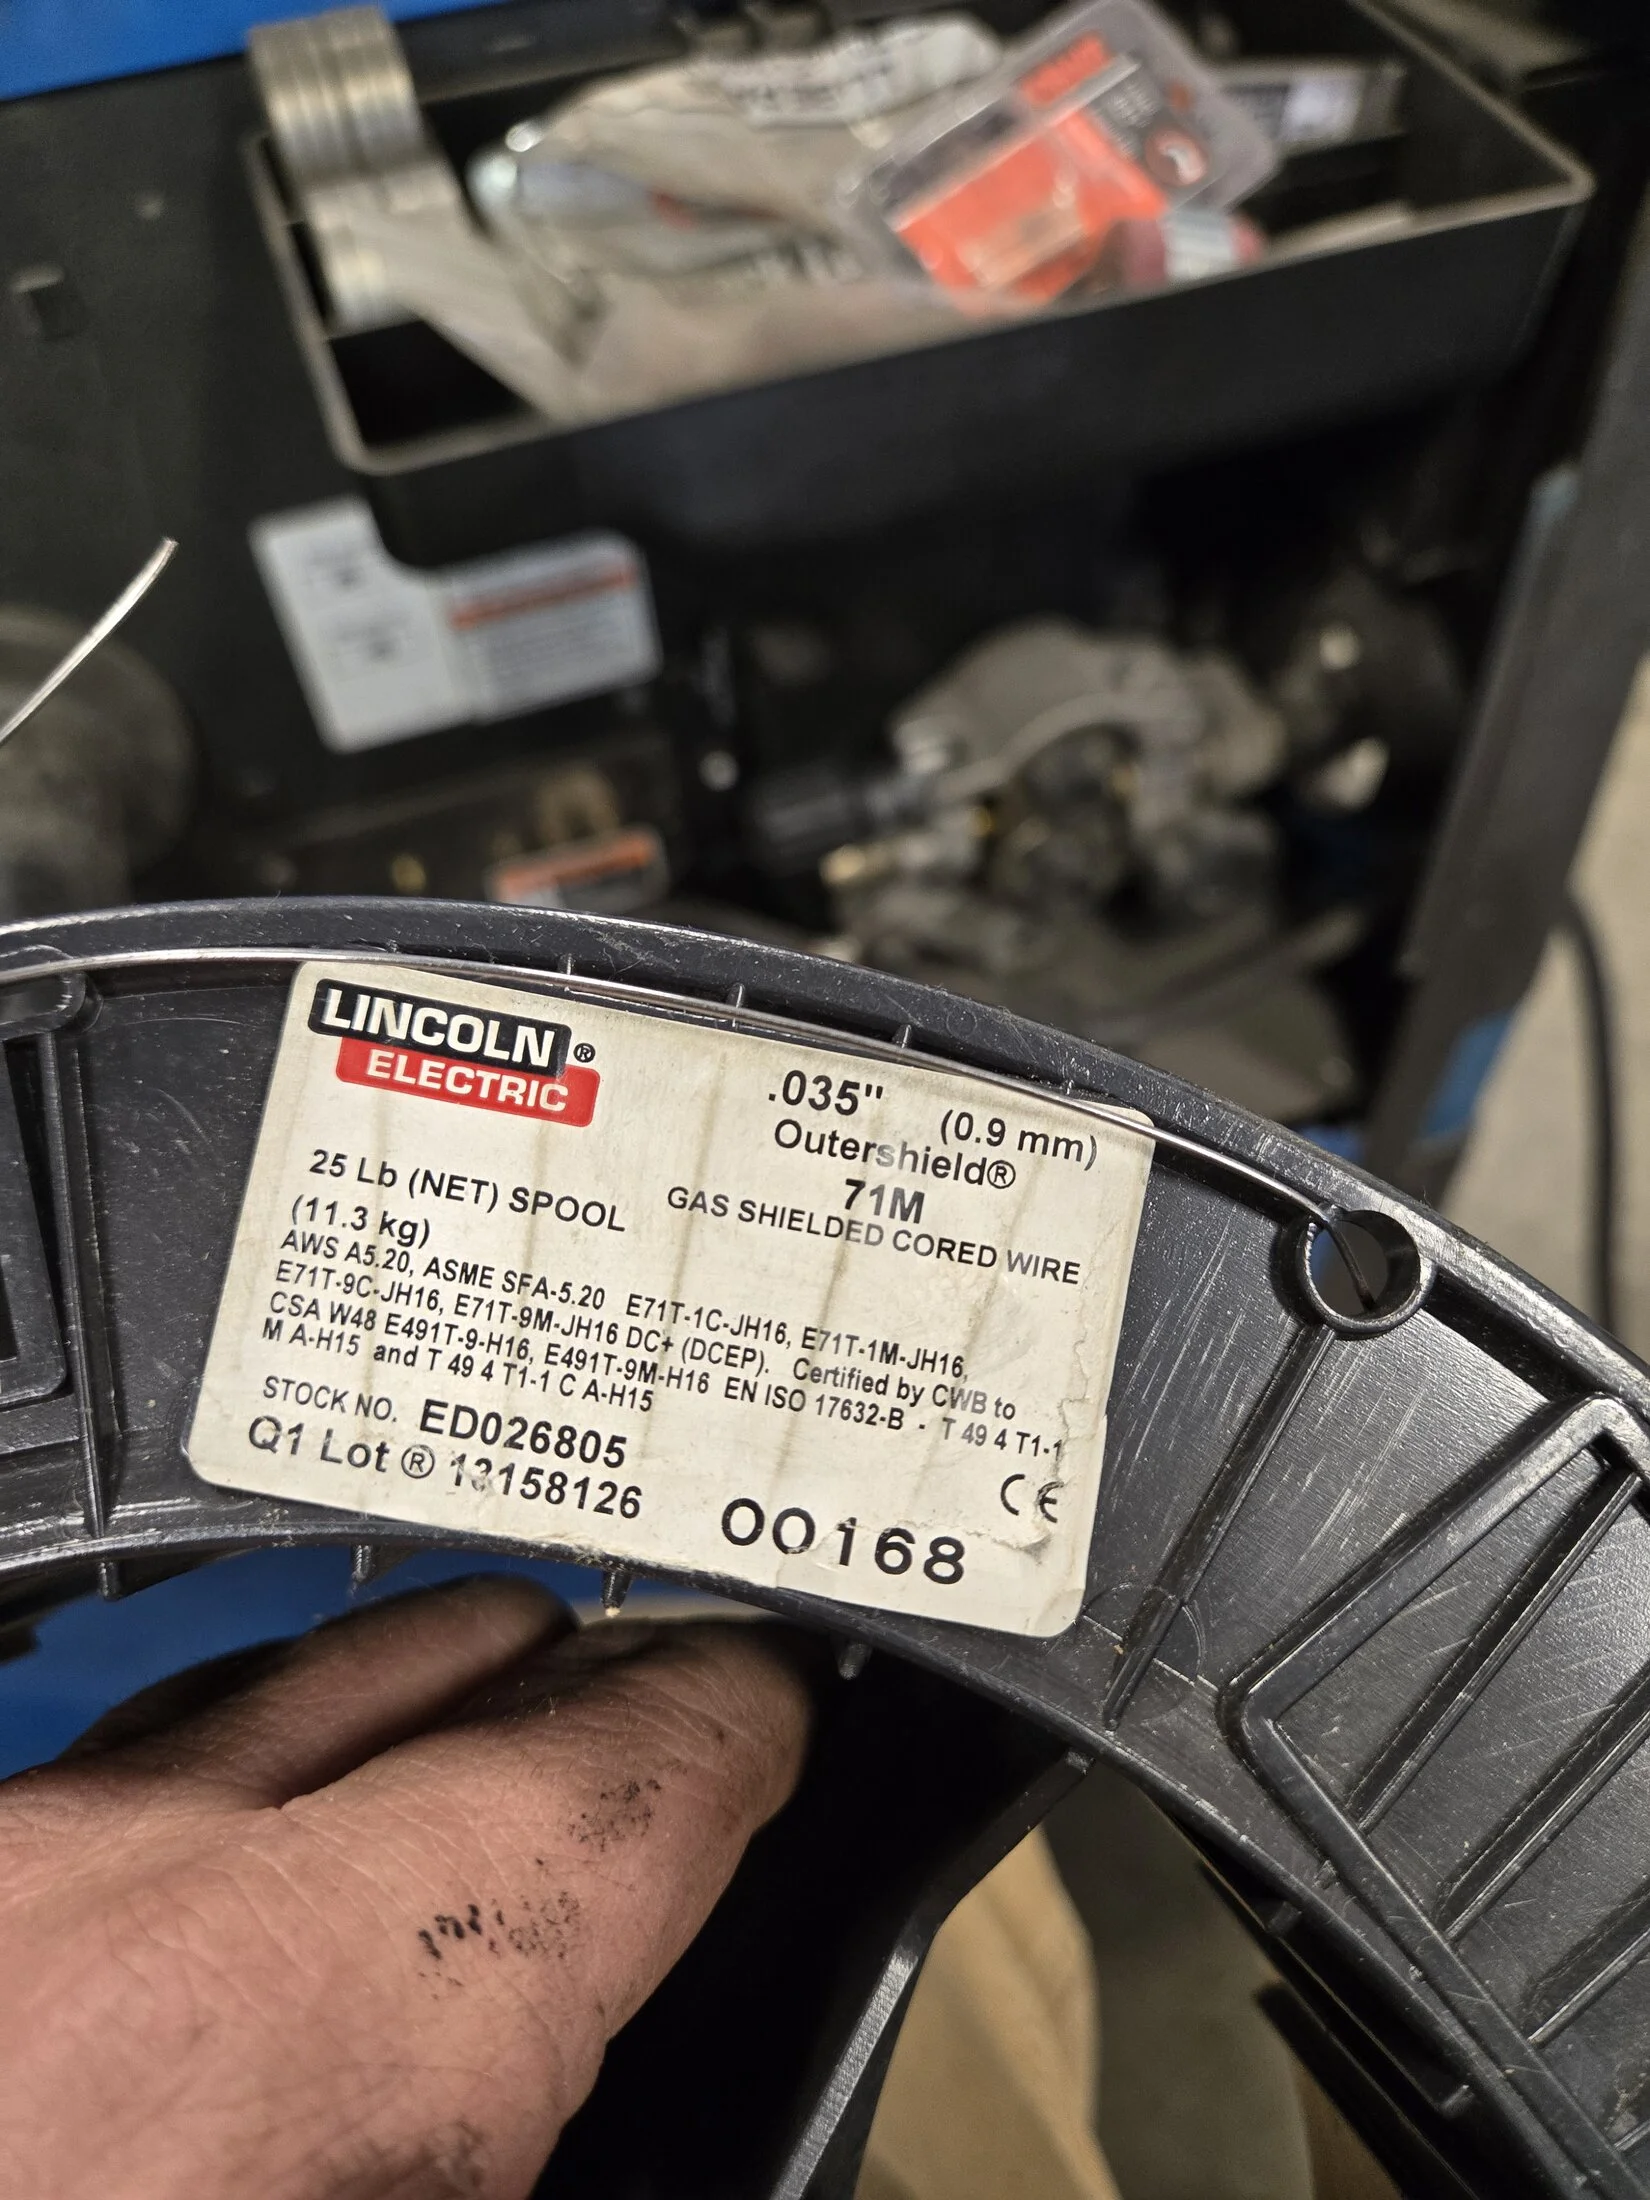 LINCOLN ®
ELECTRIC
.035" (0.9 mm)
Outershield®
71M
GAS SHIELDED CORED WIRE
25 Lb (NET) SPOOL
(11.3 kg)
AWS A5.20, ASME SFA-5.20 E71T-1C-JH16, E71T-1M-JH16,
E71T-9C-JH16, E71T-9M-JH16 DC+ (DCEP). Certified by CWB to
CSA W48 E491T-9-H16, E491T-9M-H16 EN ISO 17632-B - T 49 4 T1-1
M A-H15 and T 49 4 T1-1 C A-H15
STOCK NO. ED026805
Q1 Lot ® 13158126
00168
CE